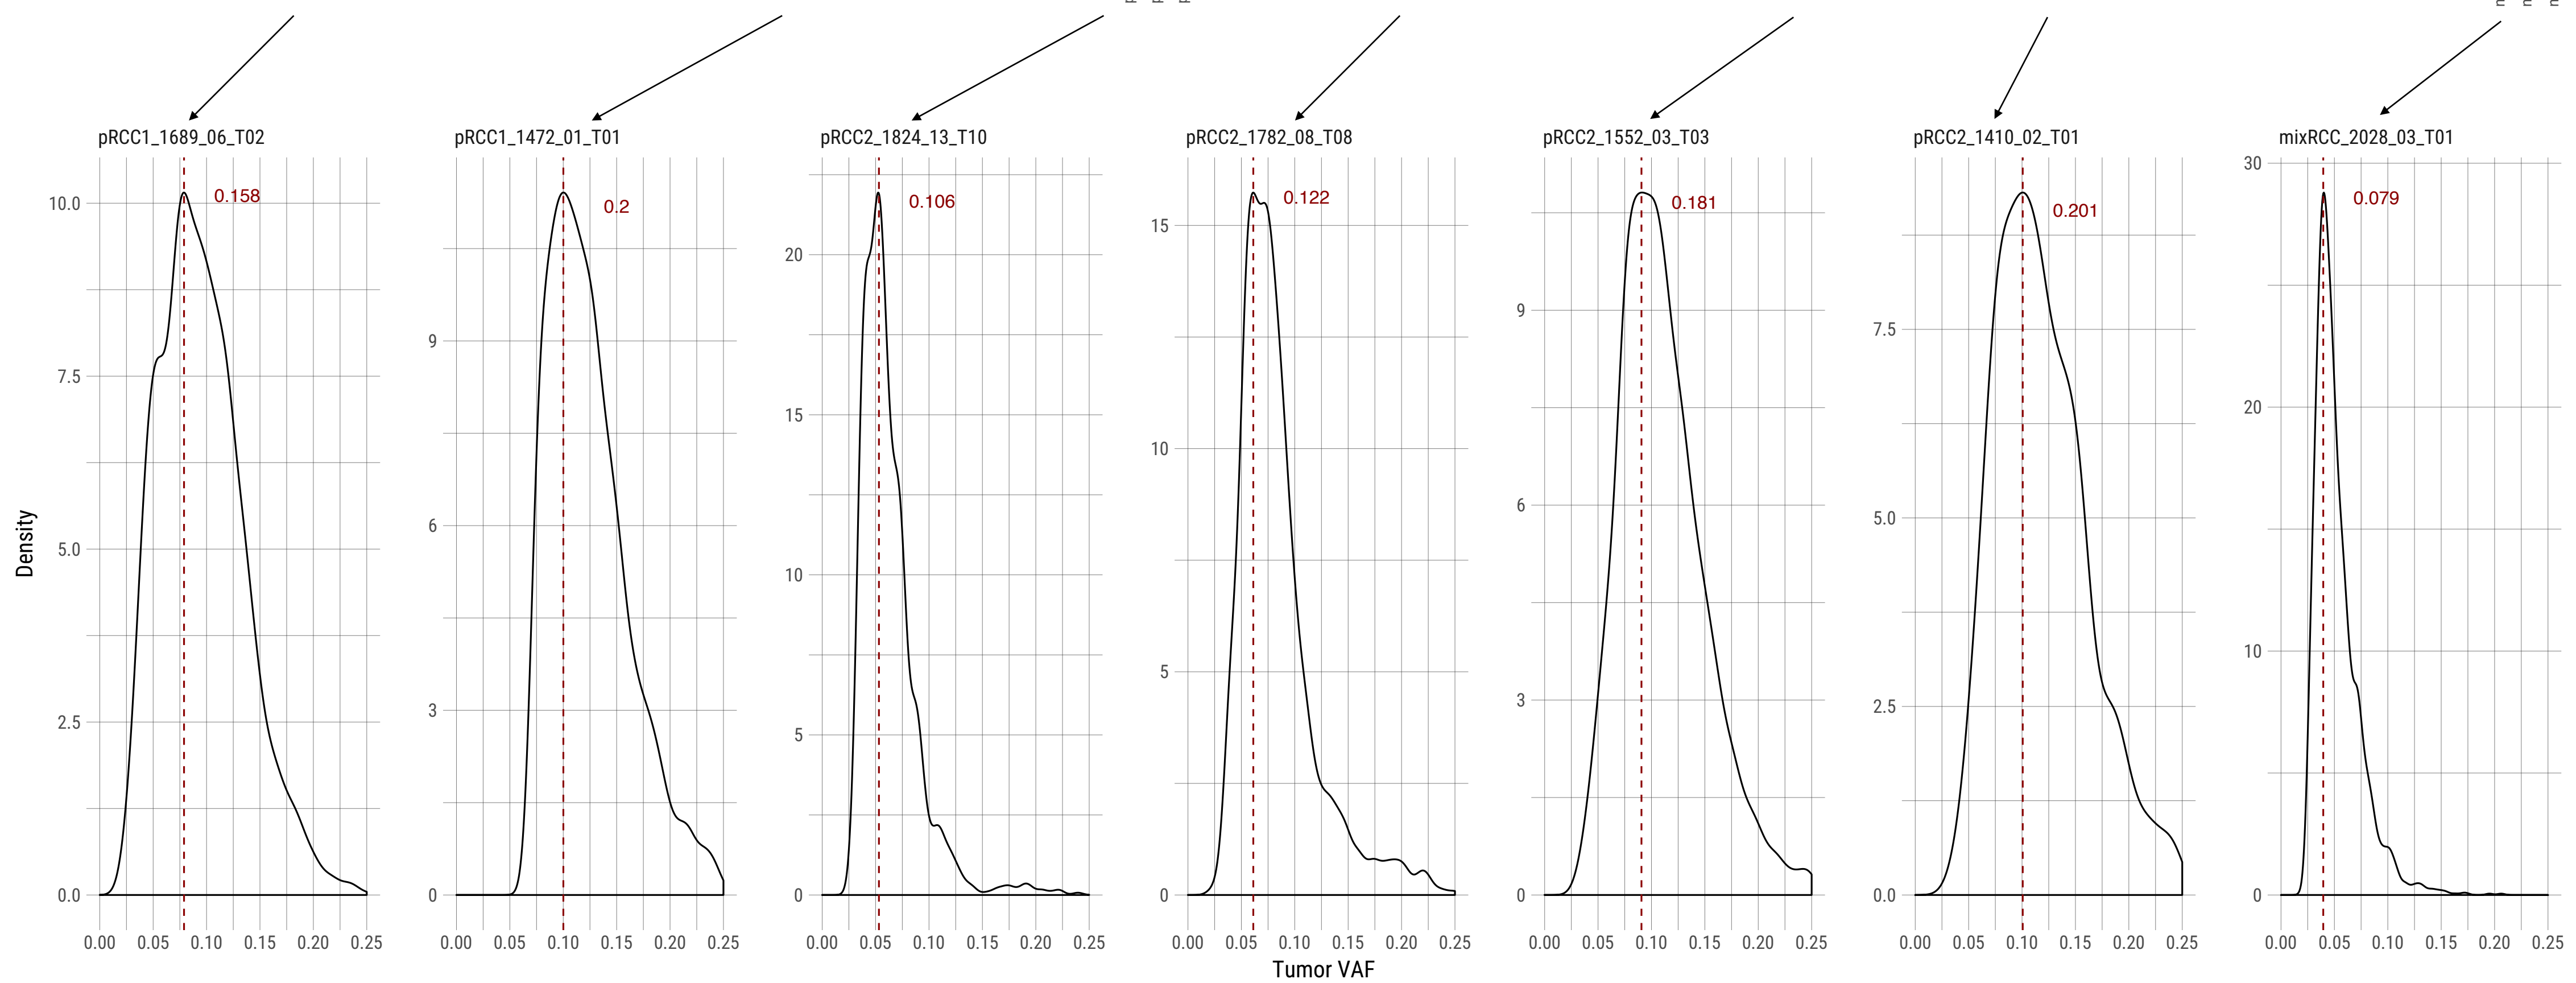 pRCC1_1689_06_T02
pRCC1_1472_01_T01
pRCC2_1824_13_T10
pRCC2_1782_08_T08
pRCC2_1552_03_T03
pRCC2_1410_02_T01
mixRCC_2028_03_T01
0.158
0.2
0.106
0.122
0.181
0.201
0.079
Density
10.0
7.5
5.0
2.5
0.0
9
6
3
0
20
15
10
5
0
15
10
5
0
9
6
3
0
7.5
5.0
2.5
0.0
30
20
10
0
0.00 0.05 0.10 0.15 0.20 0.25
0.00 0.05 0.10 0.15 0.20 0.25
0.00 0.05 0.10 0.15 0.20 0.25
0.00 0.05 0.10 0.15 0.20 0.25
0.00 0.05 0.10 0.15 0.20 0.25
0.00 0.05 0.10 0.15 0.20 0.25
0.00 0.05 0.10 0.15 0.20 0.25
Tumor VAF